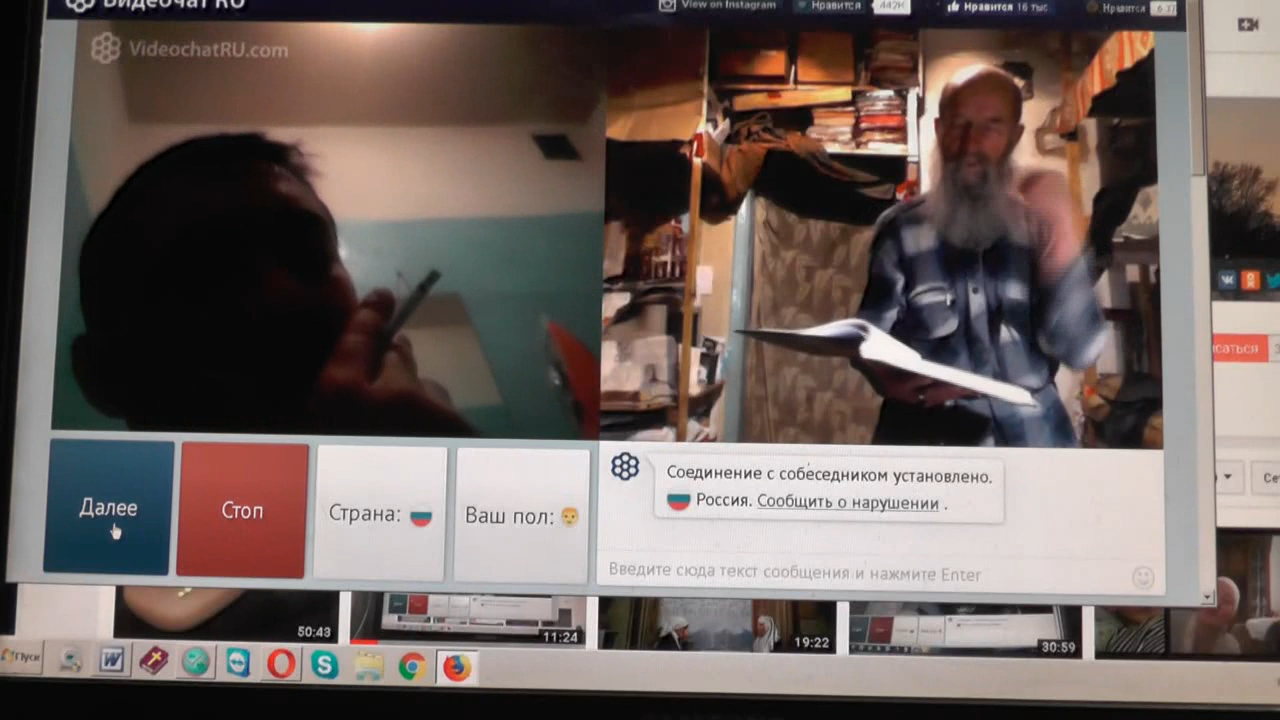 Видеочат RU
View on Instagram
Нравится
442K
Нравится 16 тыс.
Нравится
VideochatRU.com
Далее
Стоп
Страна:
Ваш пол:
Соединение с собеседником установлено.
Россия. Сообщить о нарушении .
Введите сюда текст сообщения и нажмите Enter
50:43
11:24
19:22
30:59
Пуск